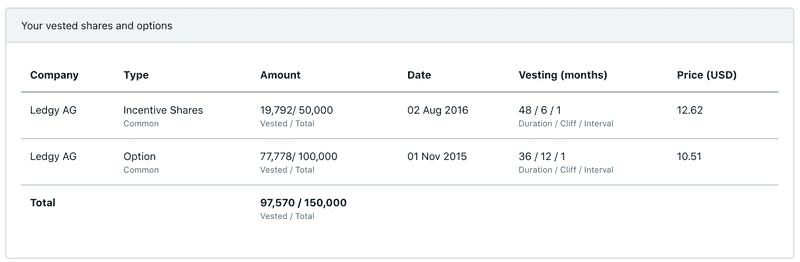 Your vested shares and options
Company Type Amount Date Vesting (months) Price (USD)
Ledgy AG Incentive Shares 19,792/ 50,000 02 Aug 2016 48 / 6 / 1 12.62
Common Vested / Total Duration / Cliff / Interval
Ledgy AG Option 77,778/ 100,000 01 Nov 2015 36 / 12 / 1 10.51
Common Vested / Total Duration / Cliff / Interval
Total 97,570 / 150,000
Vested / Total